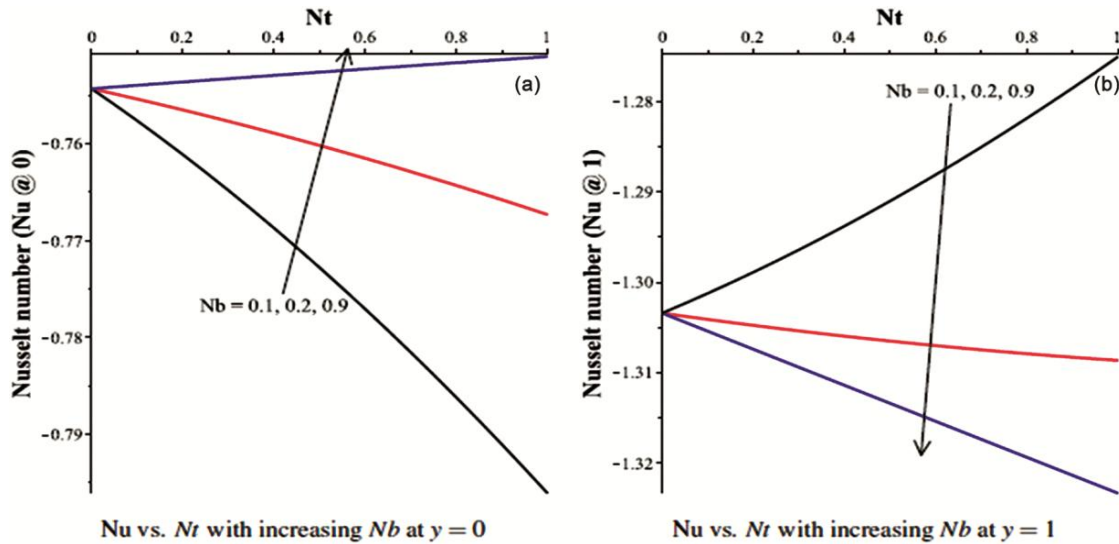 Nt
0 0.2 0.4 0.6 0.8 1
(a)
Nusselt number (Nu @ 0)
-0.76
-0.77
-0.78
-0.79
Nb = 0.1, 0.2, 0.9
Nu vs. Nt with increasing Nb at y = 0
Nt
0 0.2 0.4 0.6 0.8 1
(b)
Nusselt number (Nu @ 1)
-1.28
-1.29
-1.30
-1.31
-1.32
Nb = 0.1, 0.2, 0.9
Nu vs. Nt with increasing Nb at y = 1